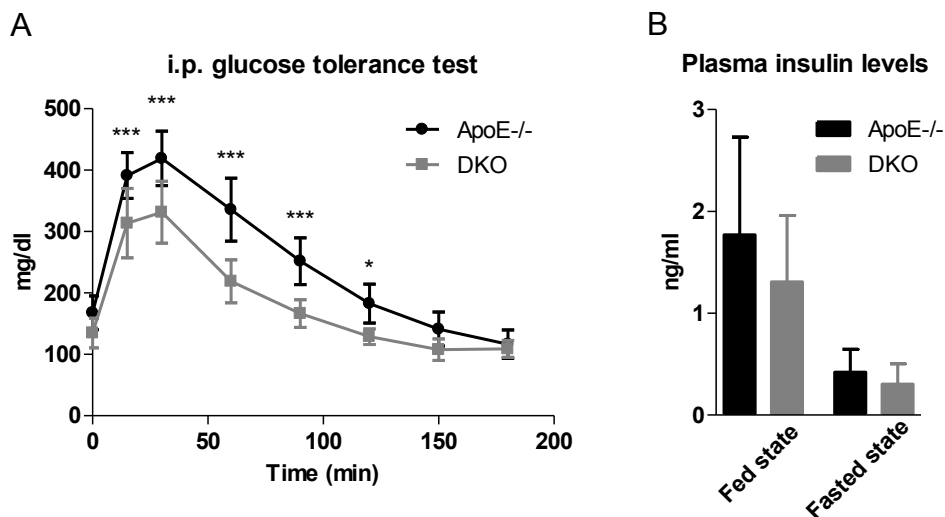 A
i.p. glucose tolerance test
500
400
300
200
100
0
mg/dl
***
***
***
***
*
ApoE-/-
DKO
0
50
100
150
200
Time (min)
B
Plasma insulin levels
3
2
1
0
ng/ml
ApoE-/-
DKO
Fed state
Fasted state